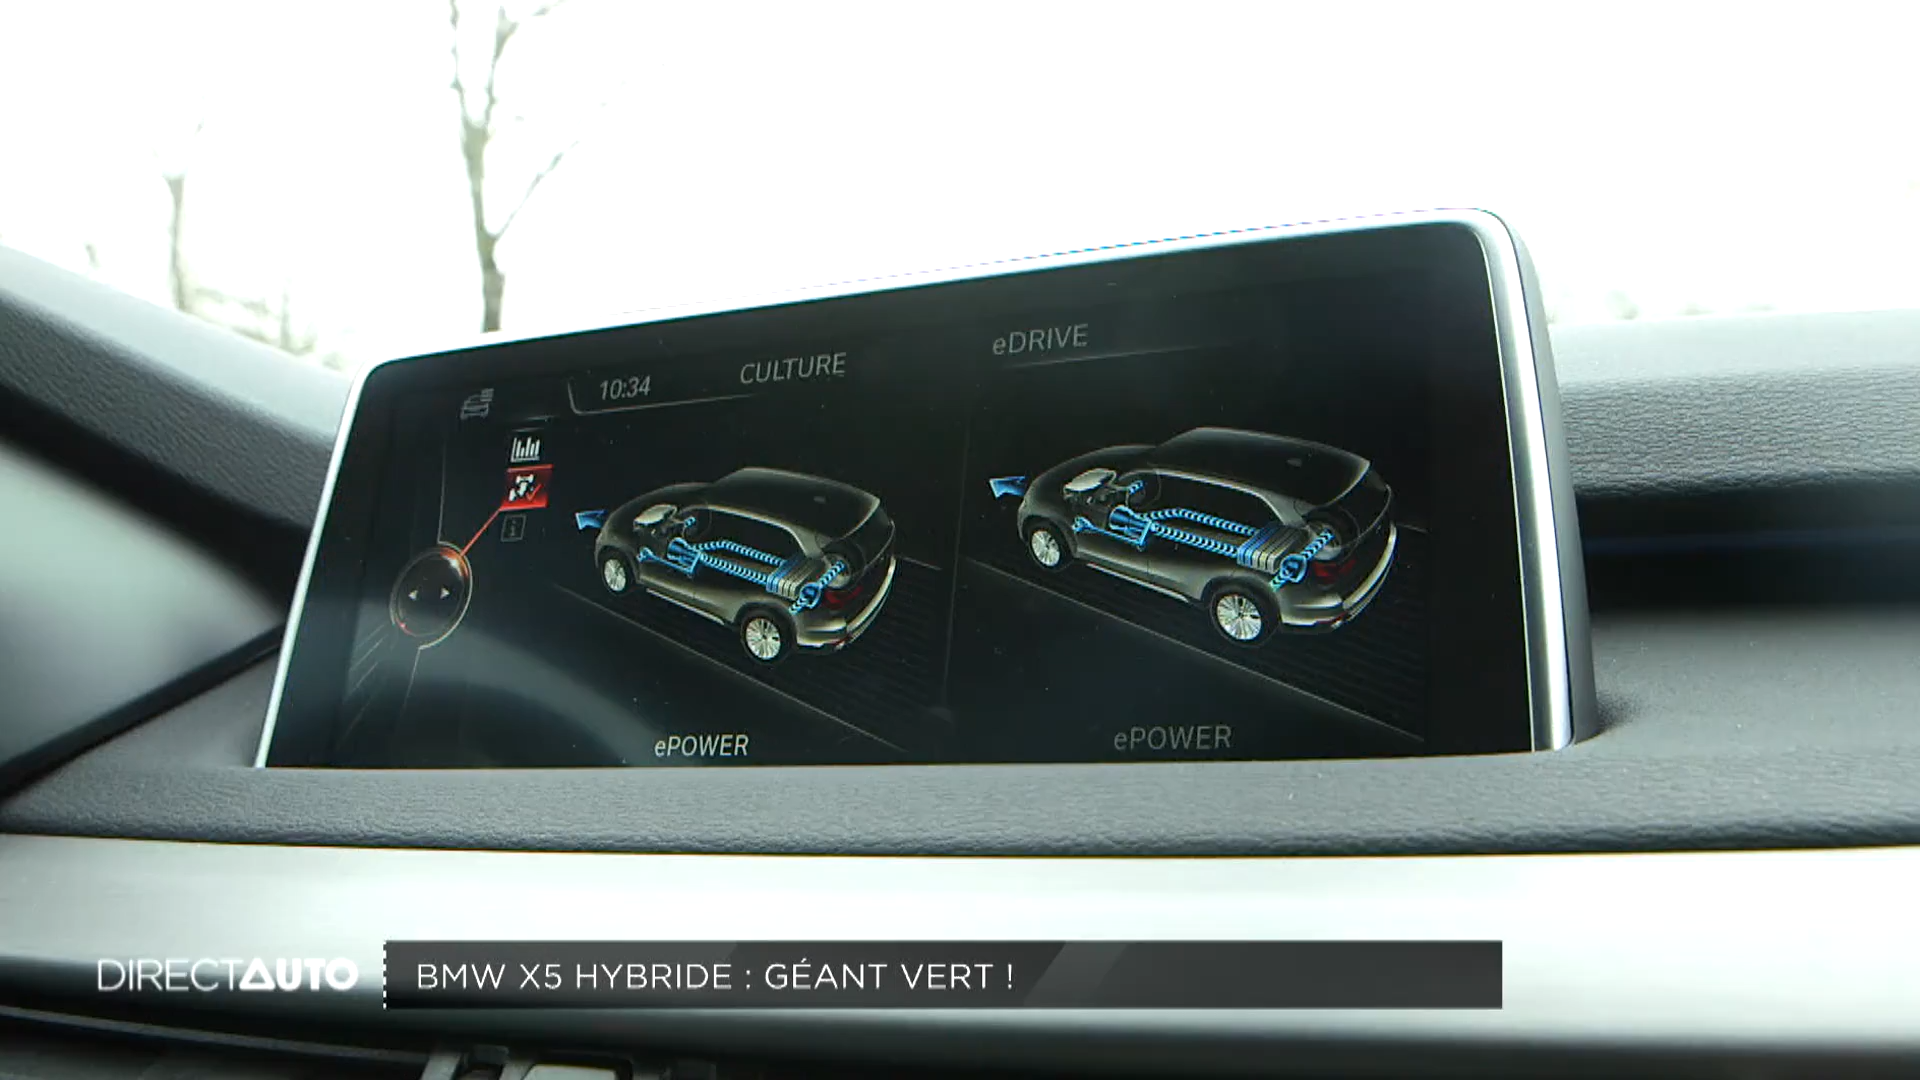 10:34
CULTURE
eDRIVE
ePOWER
ePOWER
DIRECTAUTO
BMW X5 HYBRIDE : GÉANT VERT !